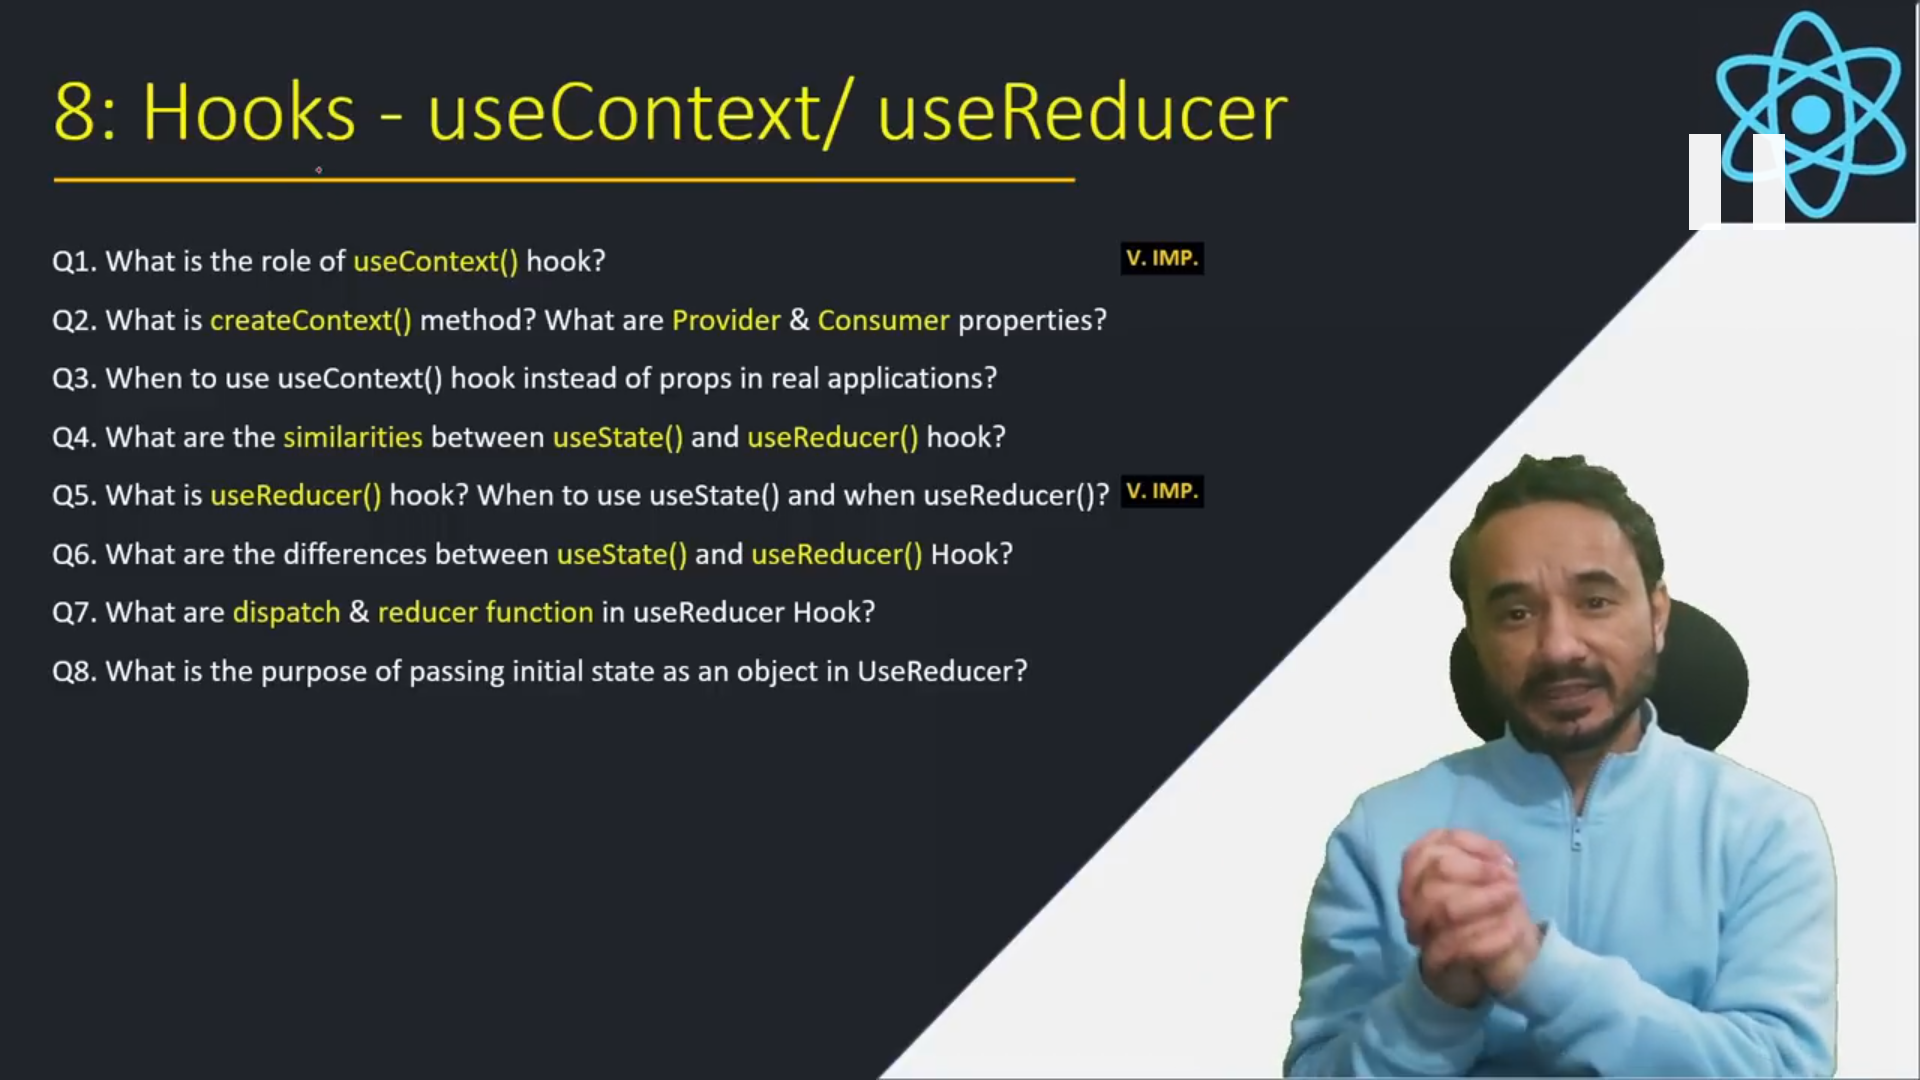 8: Hooks - useContext/ useReducer
Q1. What is the role of useContext() hook? V. IMP.
Q2. What is createContext() method? What are Provider & Consumer properties?
Q3. When to use useContext() hook instead of props in real applications?
Q4. What are the similarities between useState() and useReducer() hook?
Q5. What is useReducer() hook? When to use useState() and when useReducer()? V. IMP.
Q6. What are the differences between useState() and useReducer() Hook?
Q7. What are dispatch & reducer function in useReducer Hook?
Q8. What is the purpose of passing initial state as an object in UseReducer?